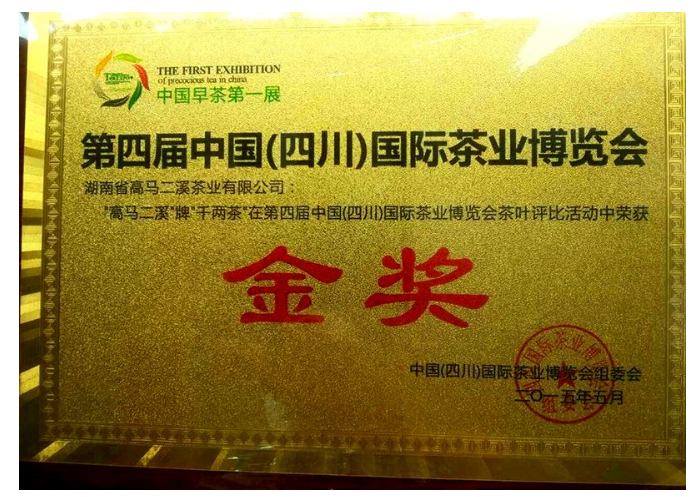 THE FIRST EXHIBITION
of precocious tea in china
中国早茶第一展
第四届中国(四川)国际茶业博览会
湖南省高马二溪茶业有限公司：
"高马二溪"牌"千两茶"在第四届中国(四川)国际茶业博览会茶叶评比活动中荣获
金奖
中国(四川)国际茶业博览会组委会
二〇一五年五月